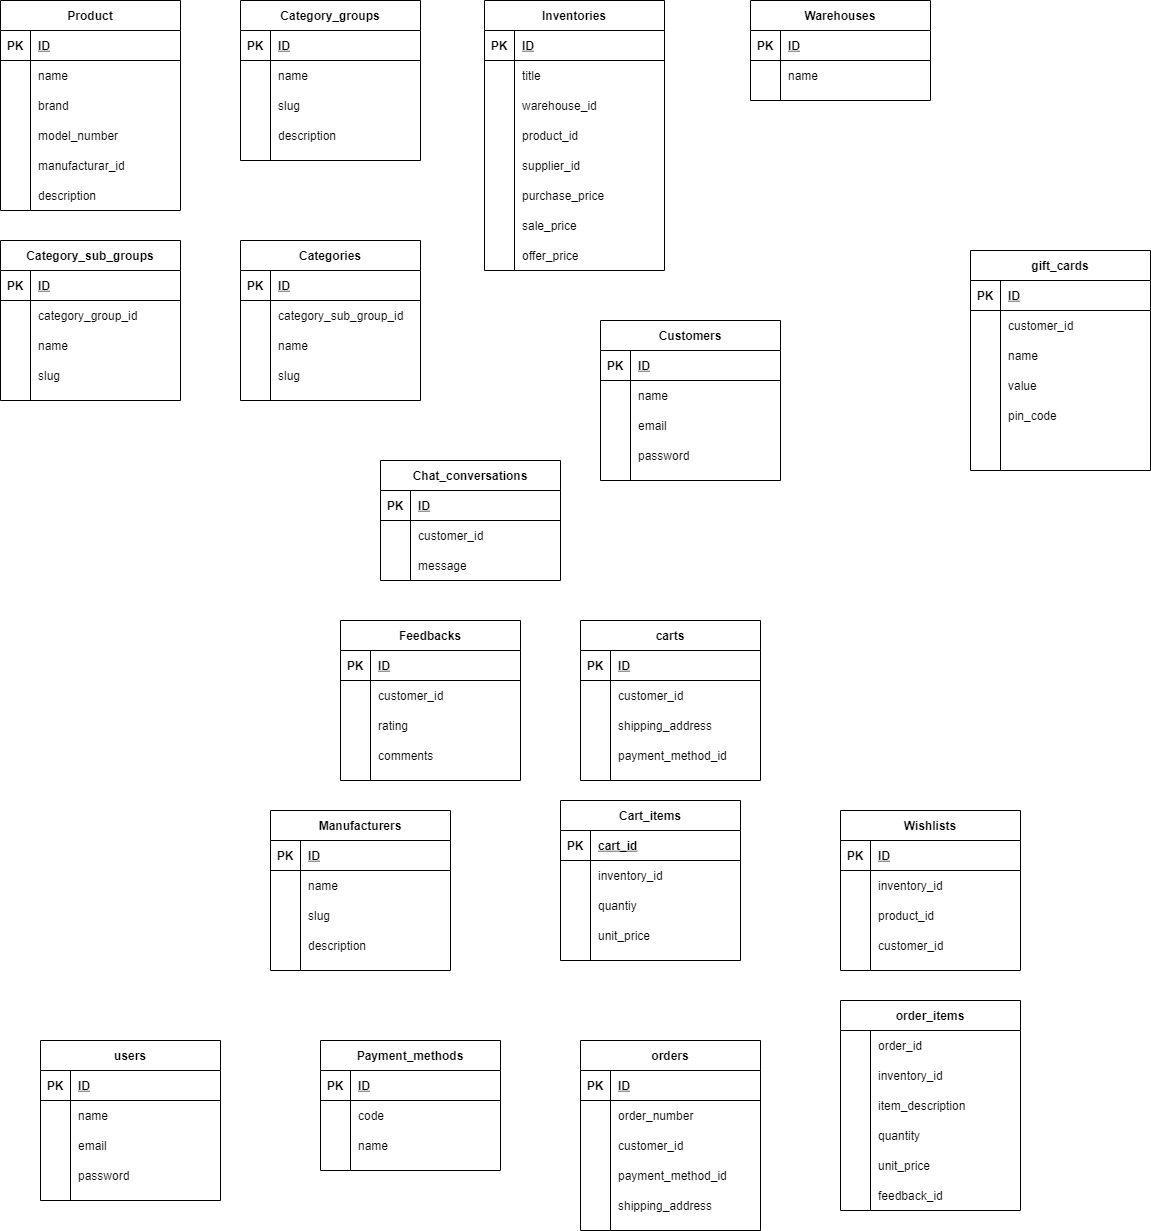 Product
PK ID
name
brand
model_number
manufacturar_id
description
Category_groups
PK ID
name
slug
description
Inventories
PK ID
title
warehouse_id
product_id
supplier_id
purchase_price
sale_price
offer_price
Warehouses
PK ID
name
Category_sub_groups
PK ID
category_group_id
name
slug
Categories
PK ID
category_sub_group_id
name
slug
gift_cards
PK ID
customer_id
name
value
pin_code
Customers
PK ID
name
email
password
Chat_conversations
PK ID
customer_id
message
Feedbacks
PK ID
customer_id
rating
comments
carts
PK ID
customer_id
shipping_address
payment_method_id
Manufacturers
PK ID
name
slug
description
Cart_items
PK cart_id
inventory_id
quantiy
unit_price
Wishlists
PK ID
inventory_id
product_id
customer_id
users
PK ID
name
email
password
Payment_methods
PK ID
code
name
orders
PK ID
order_number
customer_id
payment_method_id
shipping_address
order_items
order_id
inventory_id
item_description
quantity
unit_price
feedback_id